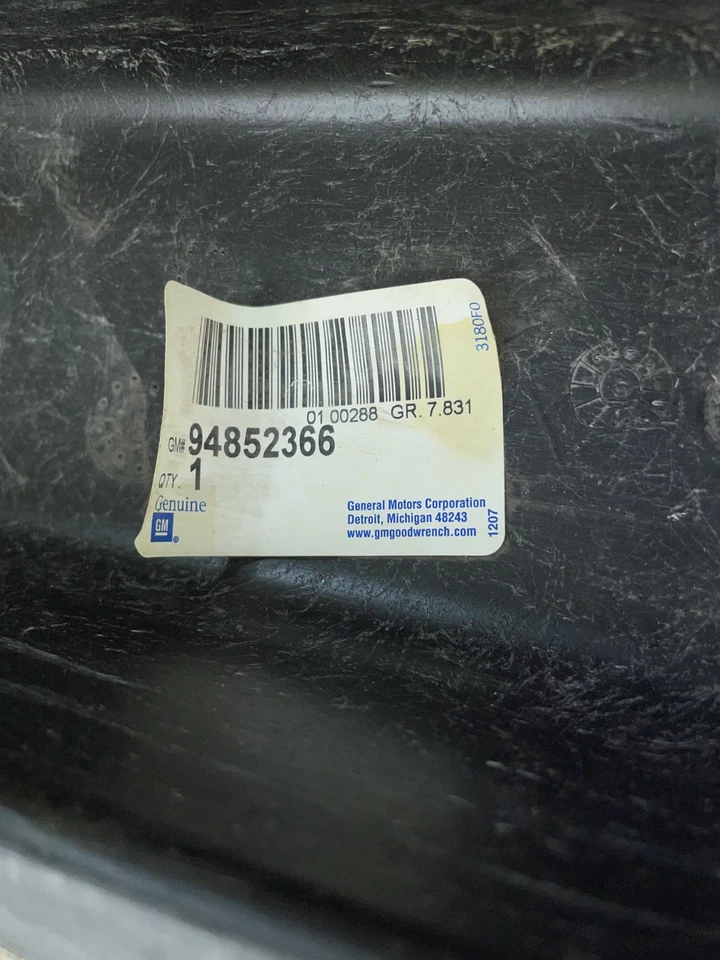 3180F0
01 00288 GR. 7.831
GM# 94852366
QTY. 1
Genuine
GM ®
General Motors Corporation
Detroit, Michigan 48243
www.gmgoodwrench.com
1207